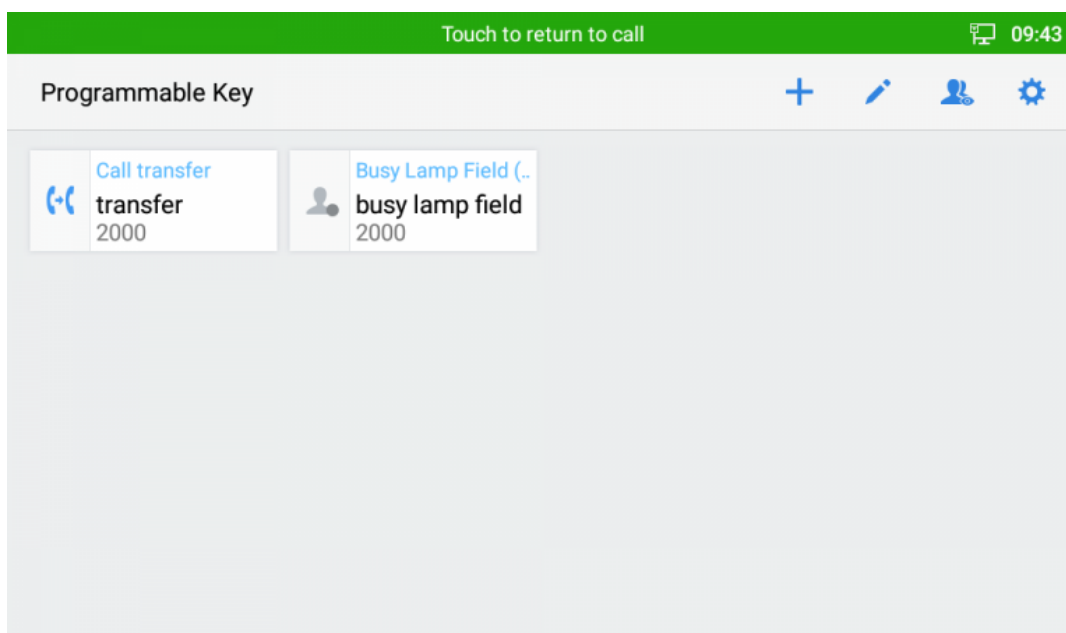 Touch to return to call
09:43
Programmable Key
Call transfer
transfer
2000
Busy Lamp Field (..
busy lamp field
2000